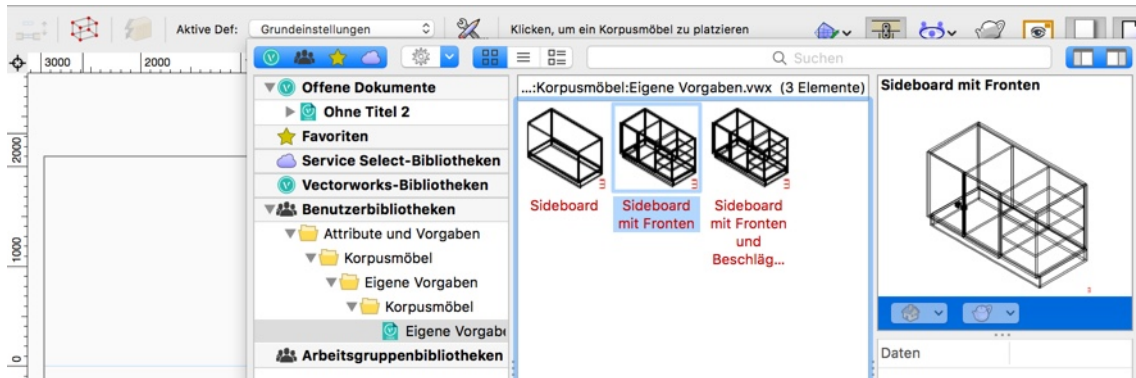 Aktive Def: Grundeinstellungen Klicken, um ein Korpusmöbel zu platzieren
3000 2000
Suchen
Offene Dokumente
Ohne Titel 2
Favoriten
Service Select-Bibliotheken
Vectorworks-Bibliotheken
Benutzerbibliotheken
Attribute und Vorgaben
Korpusmöbel
Eigene Vorgaben
Korpusmöbel
Eigene Vorgabe
Arbeitsgruppenbibliotheken
2000
1000
0
...:Korpusmöbel:Eigene Vorgaben.vwx (3 Elemente)
Sideboard
Sideboard
mit Fronten
Sideboard
mit Fronten
und
Beschläg...
Sideboard mit Fronten
Daten